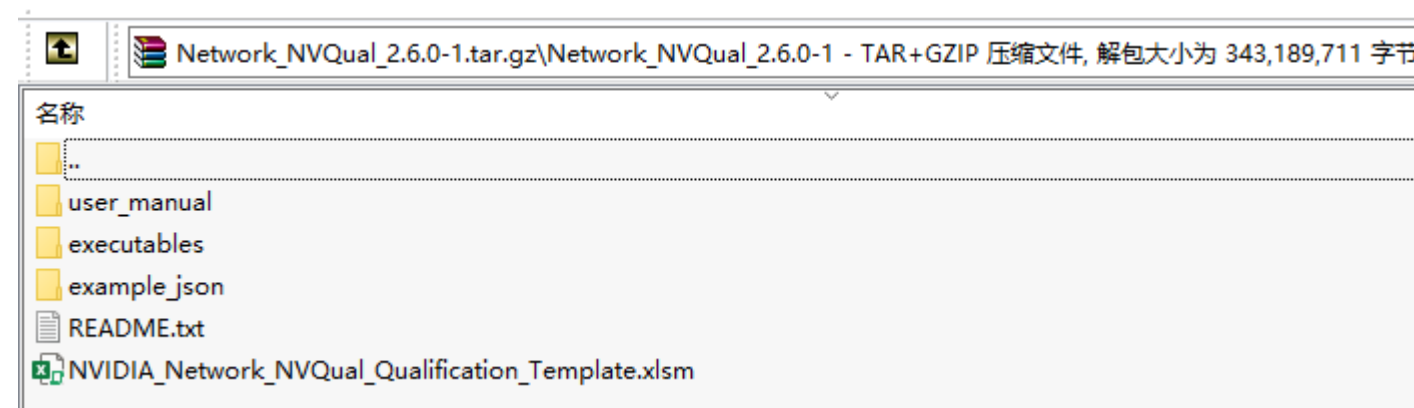 Network_NVQual_2.6.0-1.tar.gz\Network_NVQual_2.6.0-1 - TAR+GZIP 压缩文件, 解包大小为 343,189,711 字节
名称
..
user_manual
executables
example_json
README.txt
NVIDIA_Network_NVQual_Qualification_Template.xlsm